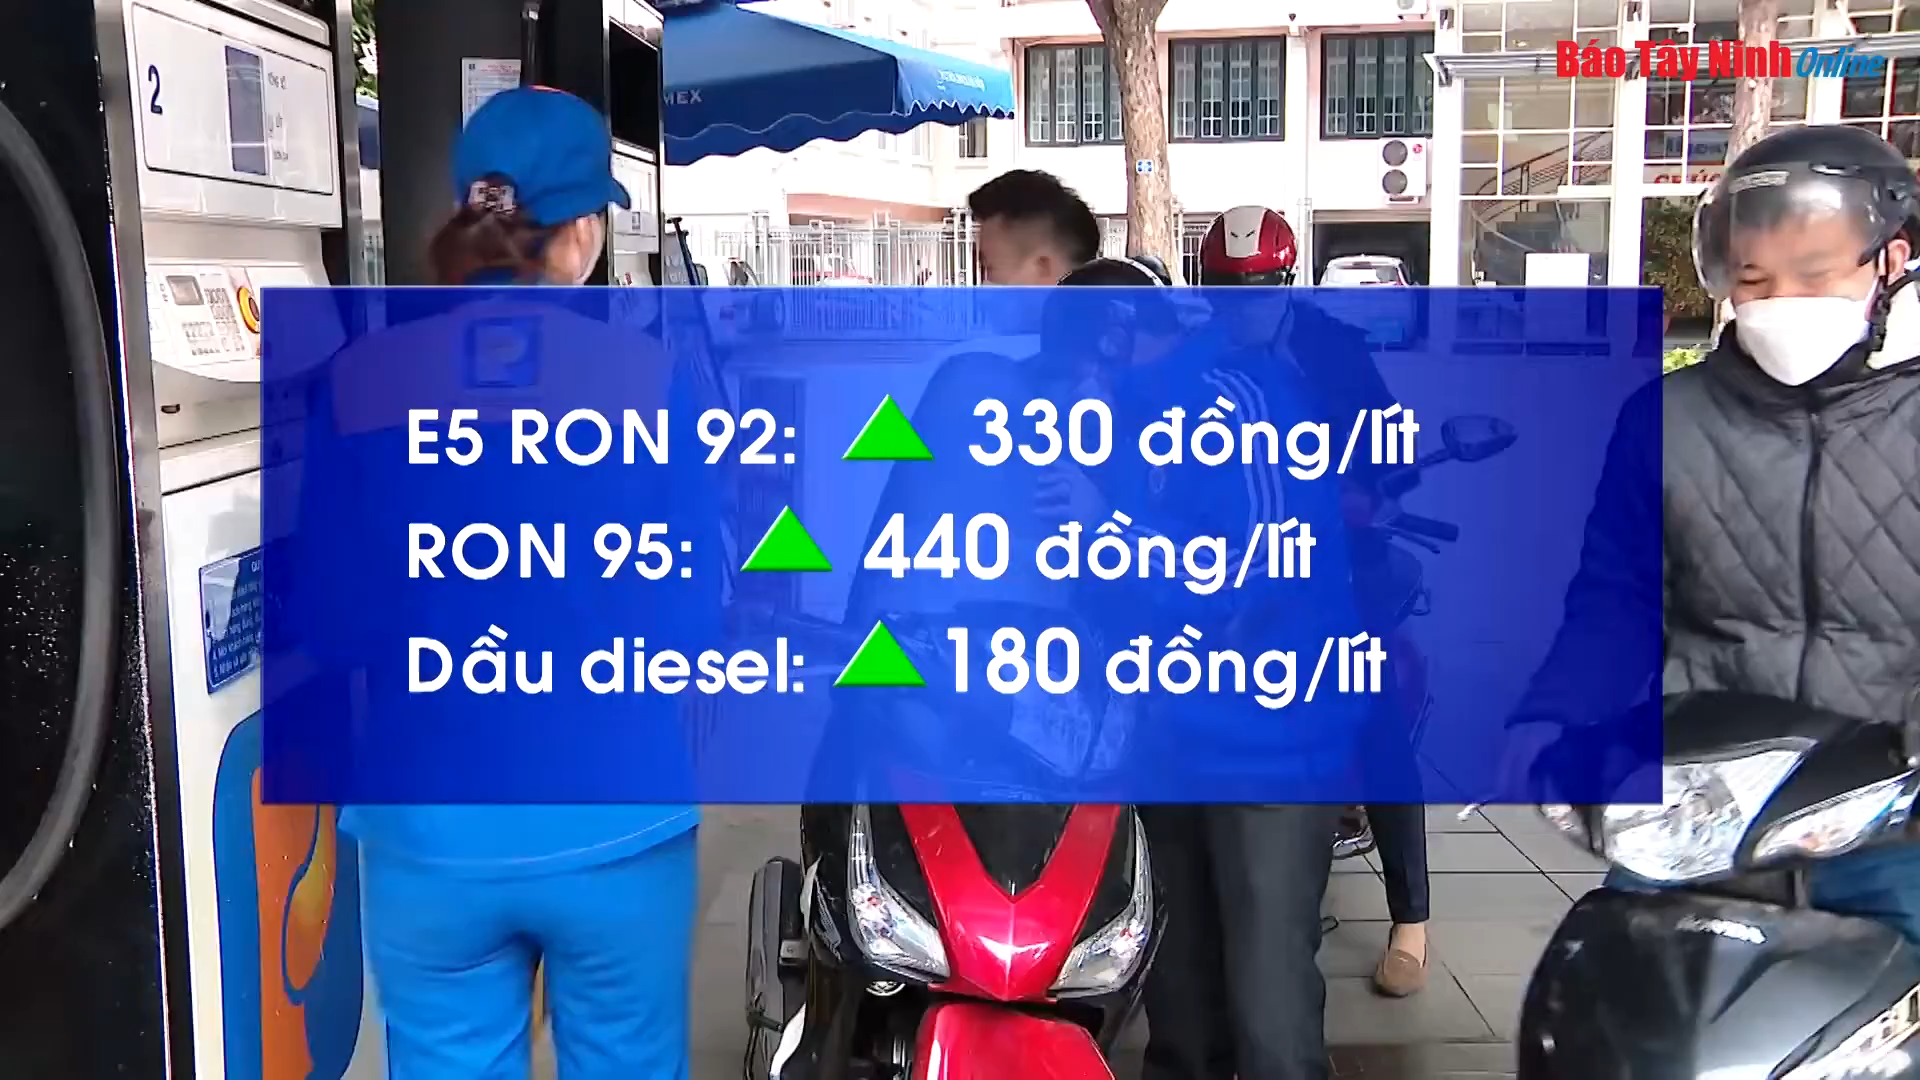 Báo Tây Ninh Online
2
MEX
E5 RON 92: 330 đồng/lít
RON 95: 440 đồng/lít
Dầu diesel: 180 đồng/lít